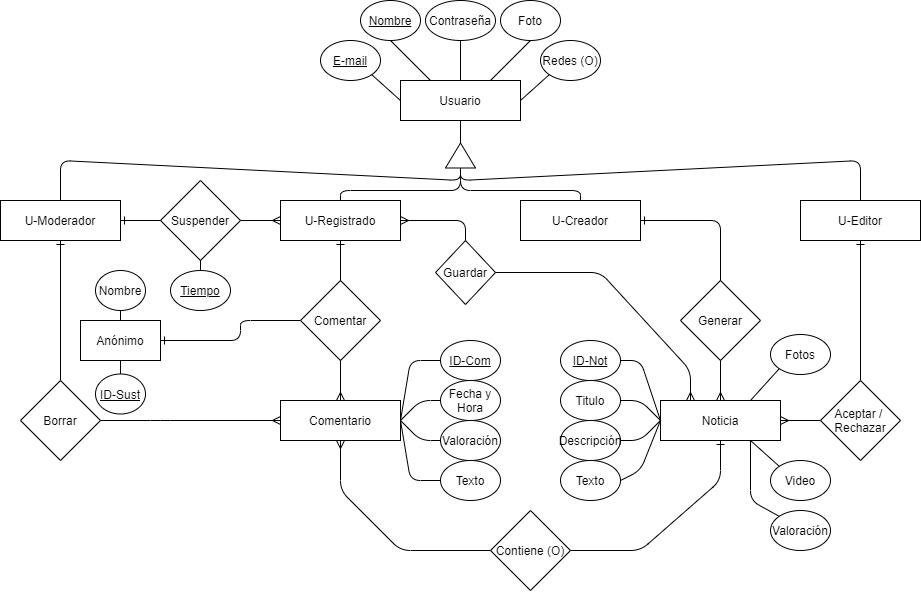 Nombre
Contraseña
Foto
E-mail
Redes (O)
Usuario
U-Moderador
Suspender
U-Registrado
U-Creador
U-Editor
Guardar
Nombre
Tiempo
Comentar
Generar
Anónimo
ID-Com
ID-Not
Fotos
ID-Sust
Fecha y
Hora
Titulo
Borrar
Comentario
Noticia
Aceptar /
Rechazar
Valoración
Descripción
Texto
Texto
Video
Valoración
Contiene (O)